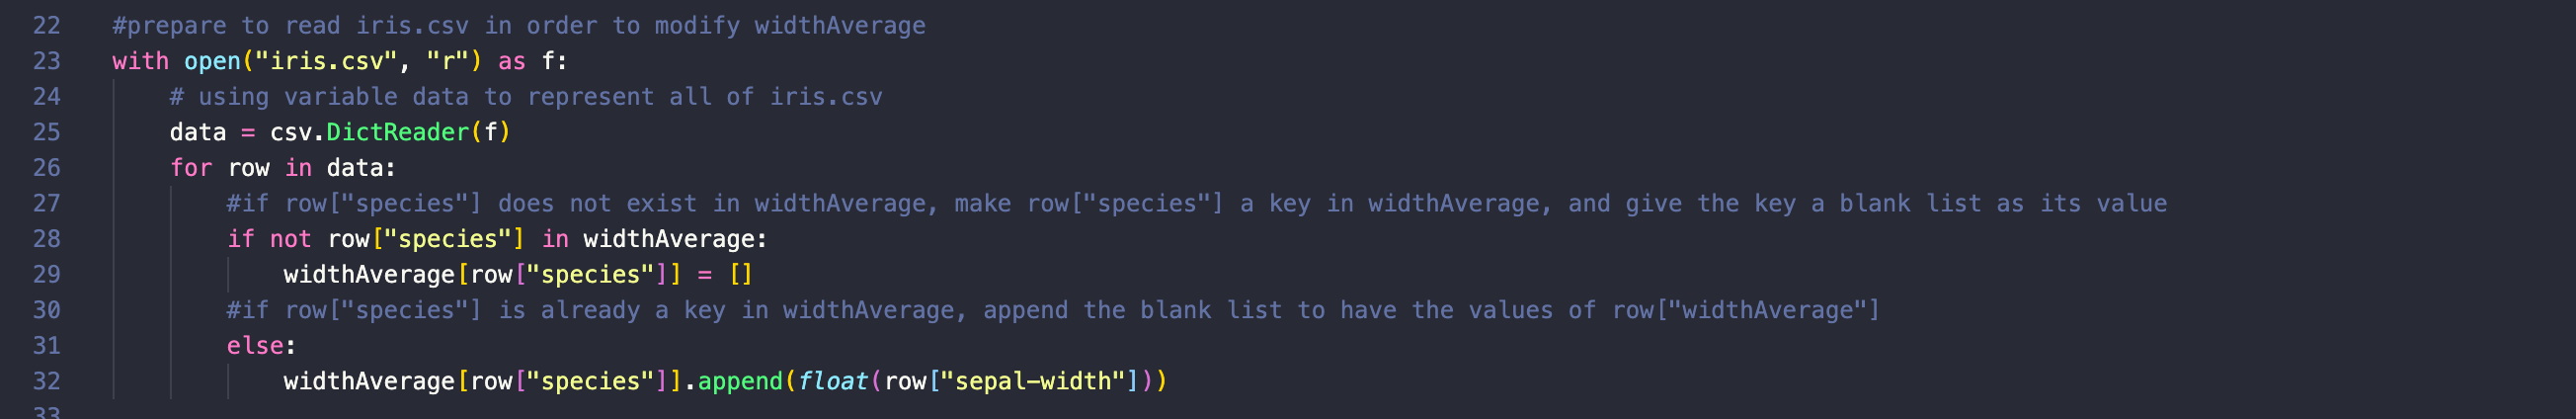 22 #prepare to read iris.csv in order to modify widthAverage
23 with open("iris.csv", "r") as f:
24     # using variable data to represent all of iris.csv
25     data = csv.DictReader(f)
26     for row in data:
27         #if row["species"] does not exist in widthAverage, make row["species"] a key in widthAverage, and give the key a blank list as its value
28         if not row["species"] in widthAverage:
29             widthAverage[row["species"]] = []
30         #if row["species"] is already a key in widthAverage, append the blank list to have the values of row["widthAverage"]
31         else:
32             widthAverage[row["species"]].append(float(row["sepal-width"]))
33